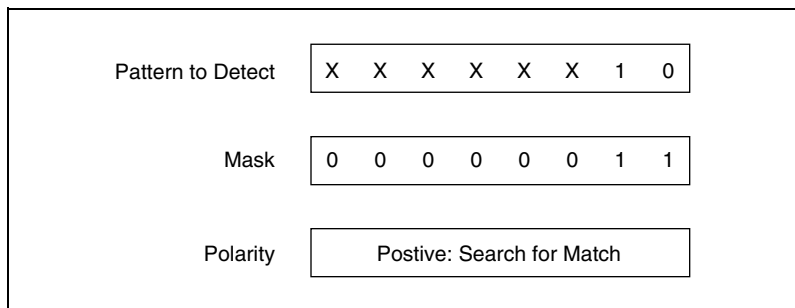 Pattern to Detect X X X X X X 1 0
Mask 0 0 0 0 0 0 1 1
Polarity Postive: Search for Match